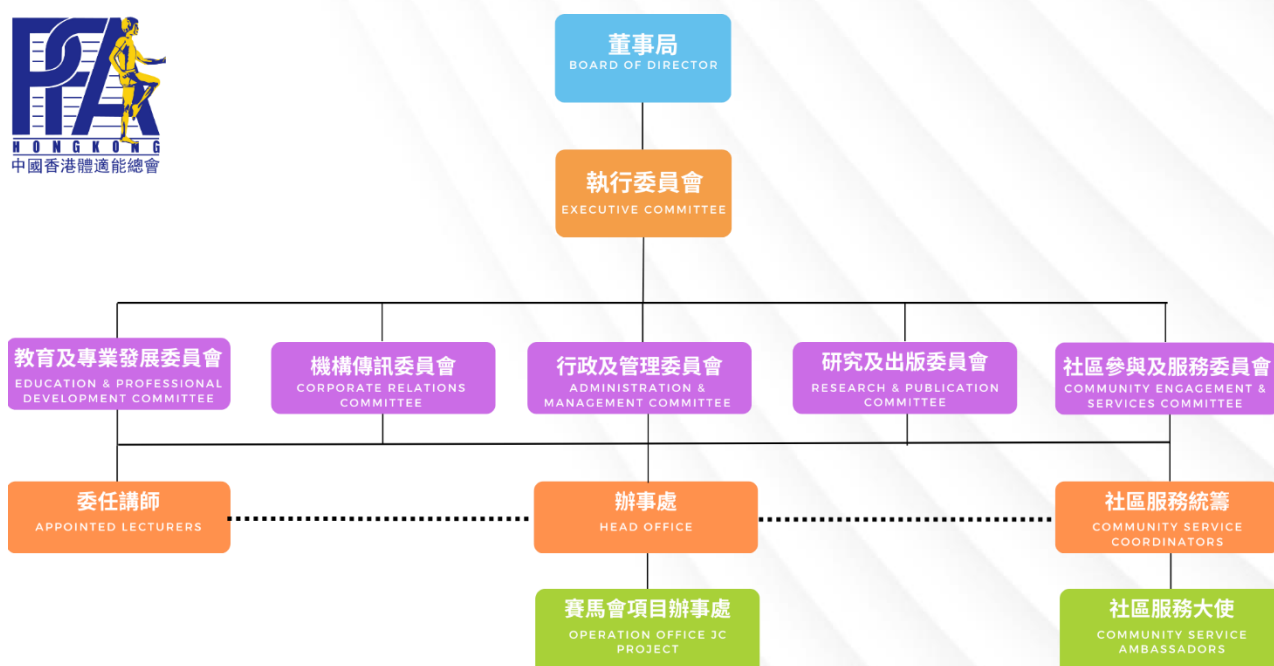 PFA
HONG KONG
中國香港體適能總會
董事局
BOARD OF DIRECTOR
執行委員會
EXECUTIVE COMMITTEE
教育及專業發展委員會
EDUCATION & PROFESSIONAL
DEVELOPMENT COMMITTEE
機構傳訊委員會
CORPORATE RELATIONS
COMMITTEE
行政及管理委員會
ADMINISTRATION &
MANAGEMENT COMMITTEE
研究及出版委員會
RESEARCH & PUBLICATION
COMMITTEE
社區參與及服務委員會
COMMUNITY ENGAGEMENT &
SERVICES COMMITTEE
委任講師
APPOINTED LECTURERS
辦事處
HEAD OFFICE
社區服務統籌
COMMUNITY SERVICE
COORDINATORS
賽馬會項目辦事處
OPERATION OFFICE JC
PROJECT
社區服務大使
COMMUNITY SERVICE
AMBASSADORS